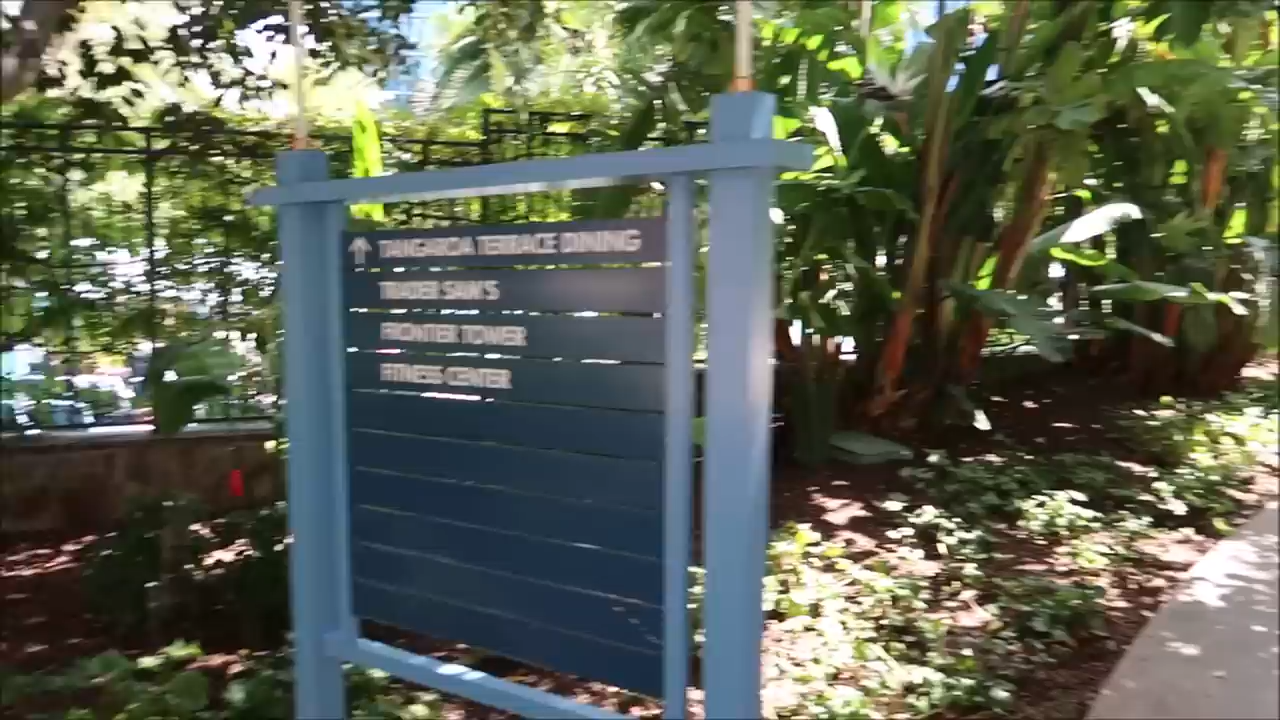 ↑ TANGAROA TERRACE DINING
TRADER SAM'S
FRONTIER TOWER
FITNESS CENTER